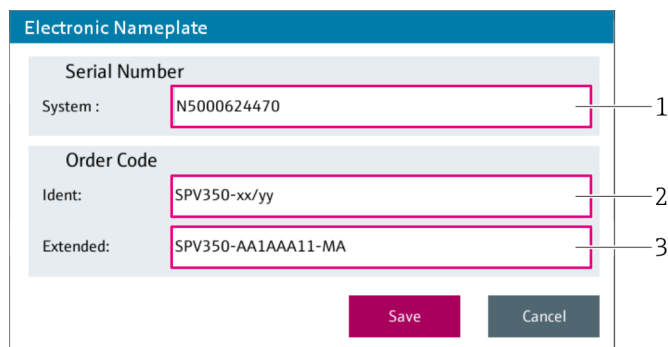 Electronic Nameplate
Serial Number
System : N5000624470 1
Order Code
Ident: SPV350-xx/yy 2
Extended: SPV350-AA1AAA11-MA 3
Save Cancel